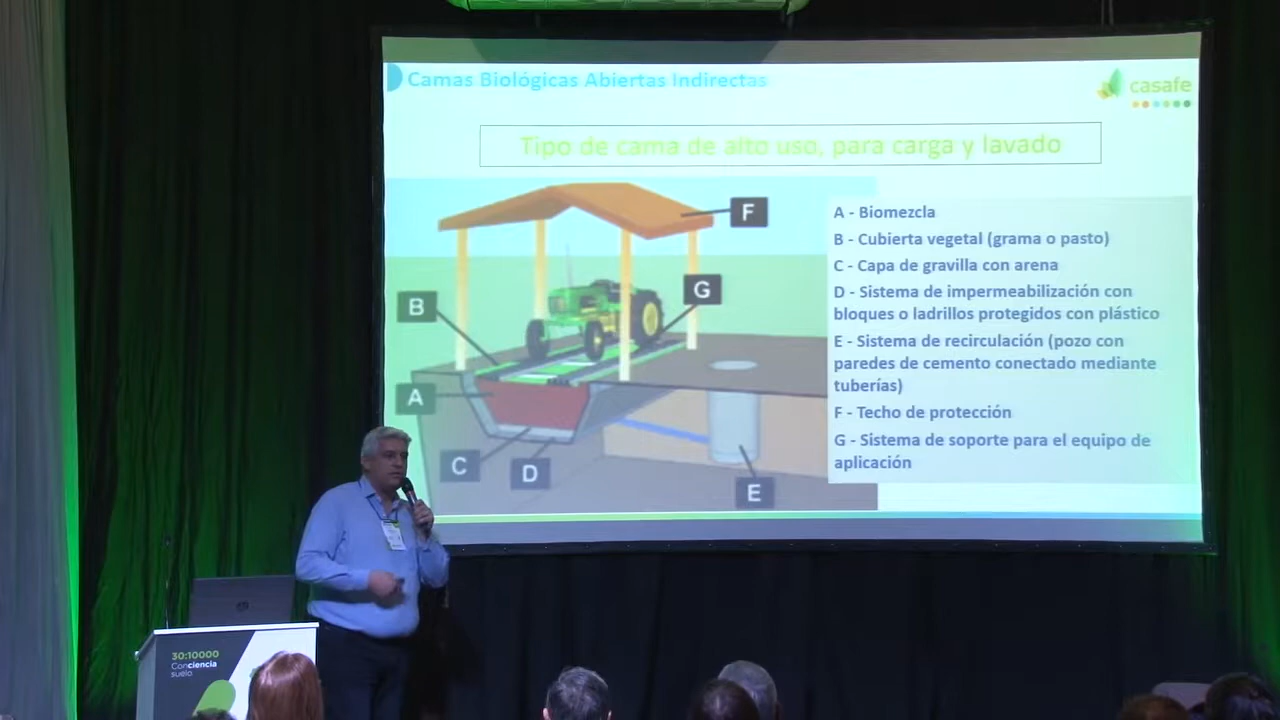 Camas Biológicas Abiertas Indirectas
casafe
Tipo de cama de alto uso, para carga y lavado
F
G
B
A
C
D
E
A - Biomezcla
B - Cubierta vegetal (grama o pasto)
C - Capa de gravilla con arena
D - Sistema de impermeabilización con
bloques o ladrillos protegidos con plástico
E - Sistema de recirculación (pozo con
paredes de cemento conectado mediante
tuberías)
F - Techo de protección
G - Sistema de soporte para el equipo de
aplicación
30:10000
Conciencia
suelo